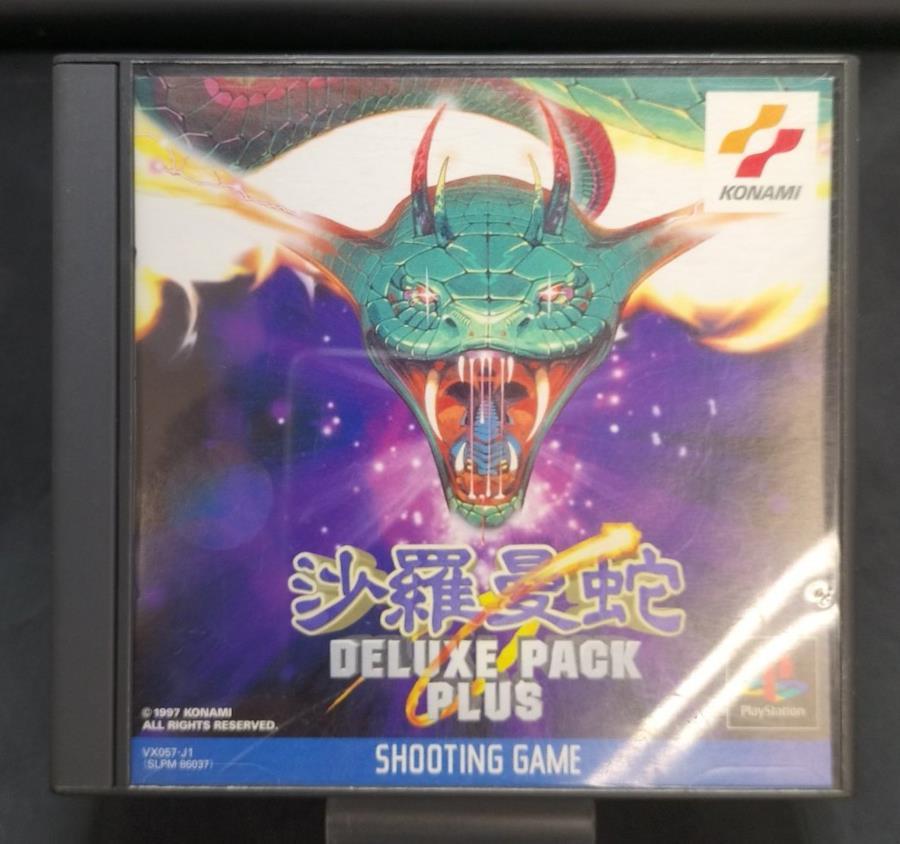 KONAMI
沙羅曼蛇
DELUXE PACK
PLUS
PlayStation
©1997 KONAMI
ALL RIGHTS RESERVED.
VX057-J1
(SLPM 86037)
SHOOTING GAME